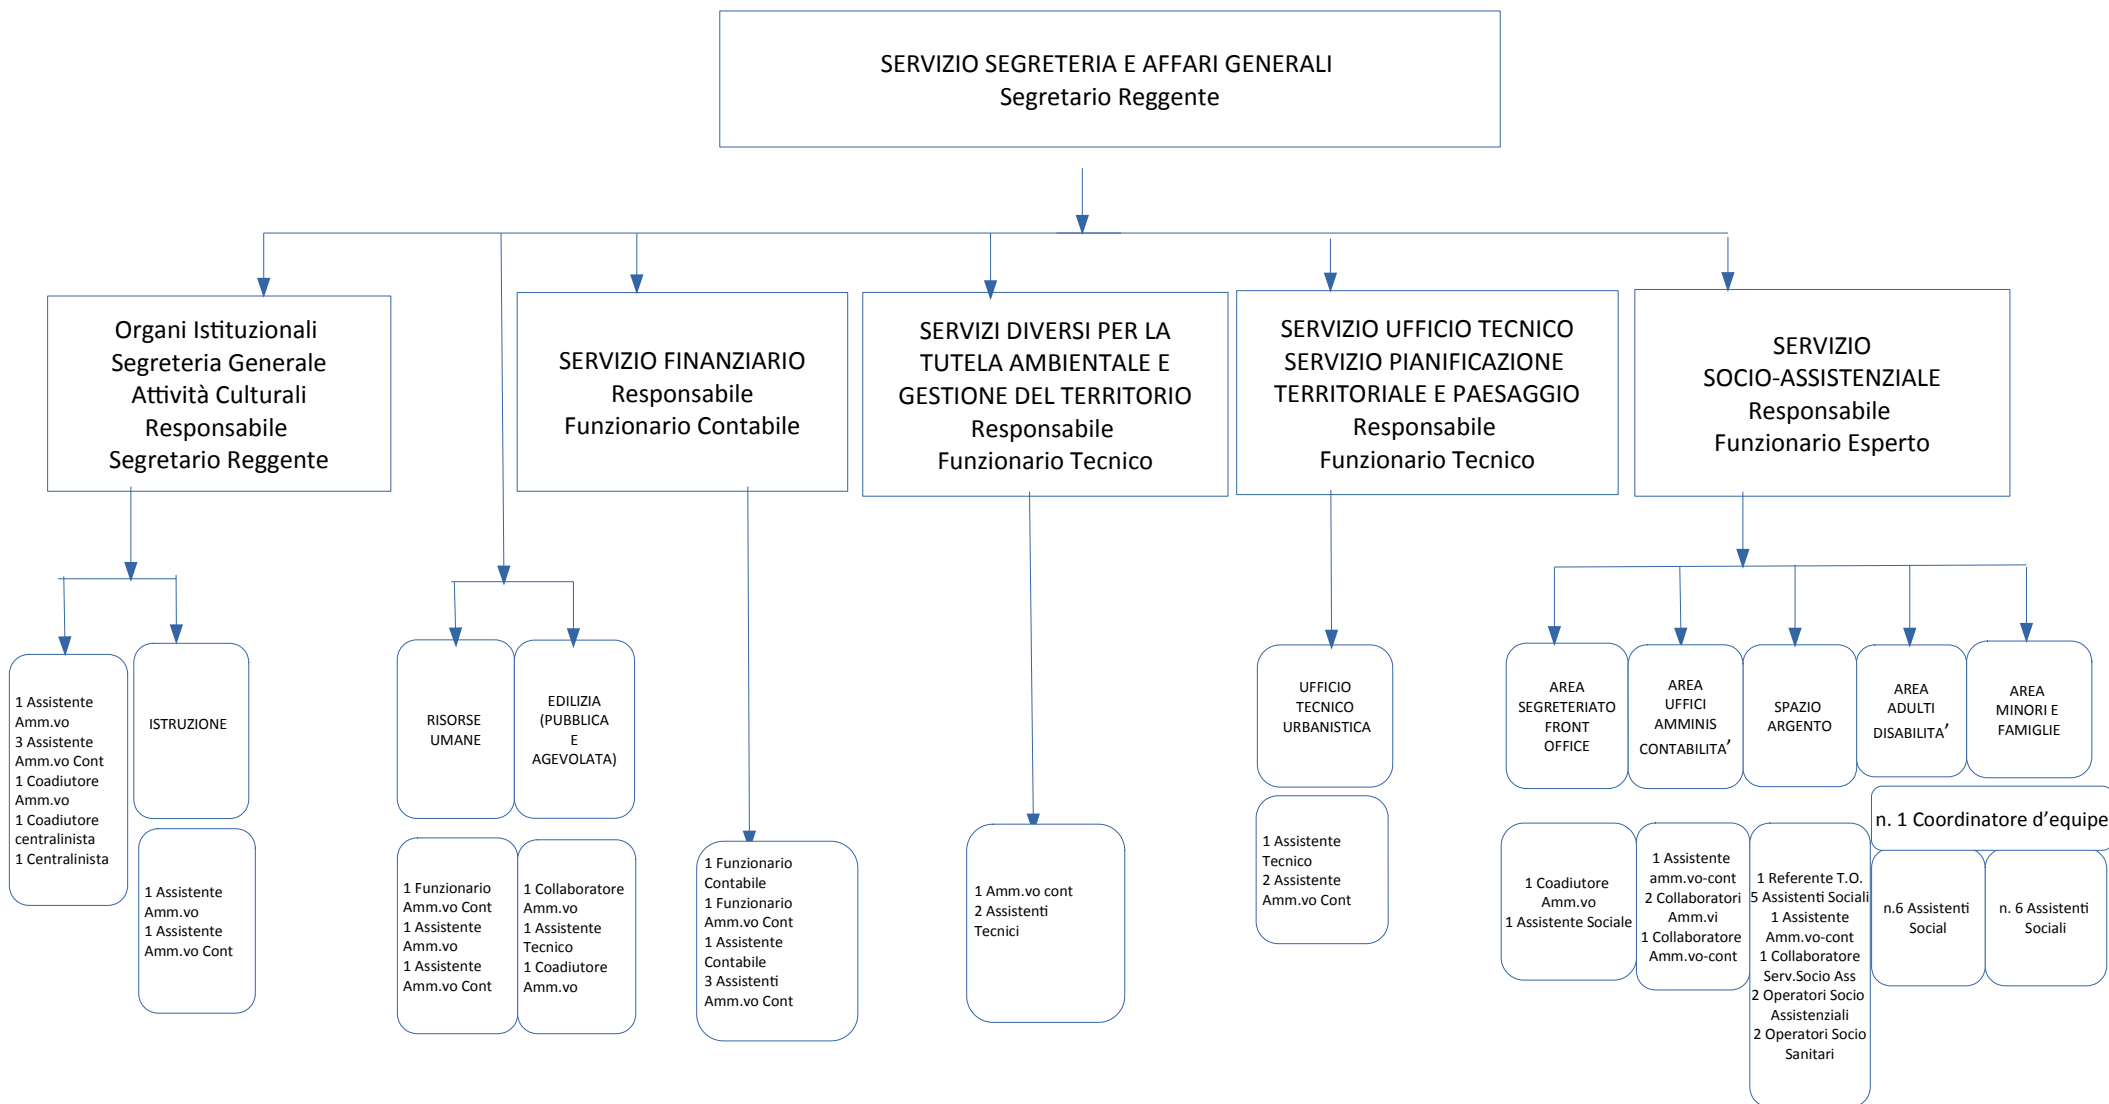 SERVIZIO SEGRETERIA E AFFARI GENERALI
Segretario Reggente
Organi Istituzionali
Segreteria Generale
Attività Culturali
Responsabile
Segretario Reggente
SERVIZIO FINANZIARIO
Responsabile
Funzionario Contabile
SERVIZI DIVERSI PER LA
TUTELA AMBIENTALE E
GESTIONE DEL TERRITORIO
Responsabile
Funzionario Tecnico
SERVIZIO UFFICIO TECNICO
SERVIZIO PIANIFICAZIONE
TERRITORIALE E PAESAGGIO
Responsabile
Funzionario Tecnico
SERVIZIO
SOCIO-ASSISTENZIALE
Responsabile
Funzionario Esperto
1 Assistente
Amm.vo
3 Assistente
Amm.vo Cont
1 Coadiutore
Amm.vo
1 Coadiutore
centralinista
1 Centralinista
ISTRUZIONE
1 Assistente
Amm.vo
1 Assistente
Amm.vo Cont
RISORSE
UMANE
EDILIZIA
(PUBBLICA
E
AGEVOLATA)
1 Funzionario
Amm.vo Cont
1 Assistente
Amm.vo
1 Assistente
Amm.vo Cont
1 Collaboratore
Amm.vo
1 Assistente
Tecnico
1 Coadiutore
Amm.vo
1 Funzionario
Contabile
1 Funzionario
Amm.vo Cont
1 Assistente
Contabile
3 Assistenti
Amm.vo Cont
1 Amm.vo cont
2 Assistenti
Tecnici
UFFICIO
TECNICO
URBANISTICA
1 Assistente
Tecnico
2 Assistente
Amm.vo Cont
AREA
SEGRETERIATO
FRONT
OFFICE
AREA
UFFICI
AMMINIS
CONTABILITA’
SPAZIO
ARGENTO
AREA
ADULTI
DISABILITA’
AREA
MINORI E
FAMIGLIE
n. 1 Coordinatore d’equipe
1 Coadiutore
Amm.vo
1 Assistente Sociale
1 Assistente
amm.vo-cont
2 Collaboratori
Amm.vi
1 Collaboratore
Amm.vo-cont
1 Referente T.O.
5 Assistenti Sociali
1 Assistente
Amm.vo-cont
1 Collaboratore
Serv.Socio Ass
2 Operatori Socio
Assistenziali
2 Operatori Socio
Sanitari
n.6 Assistenti
Social
n. 6 Assistenti
Sociali